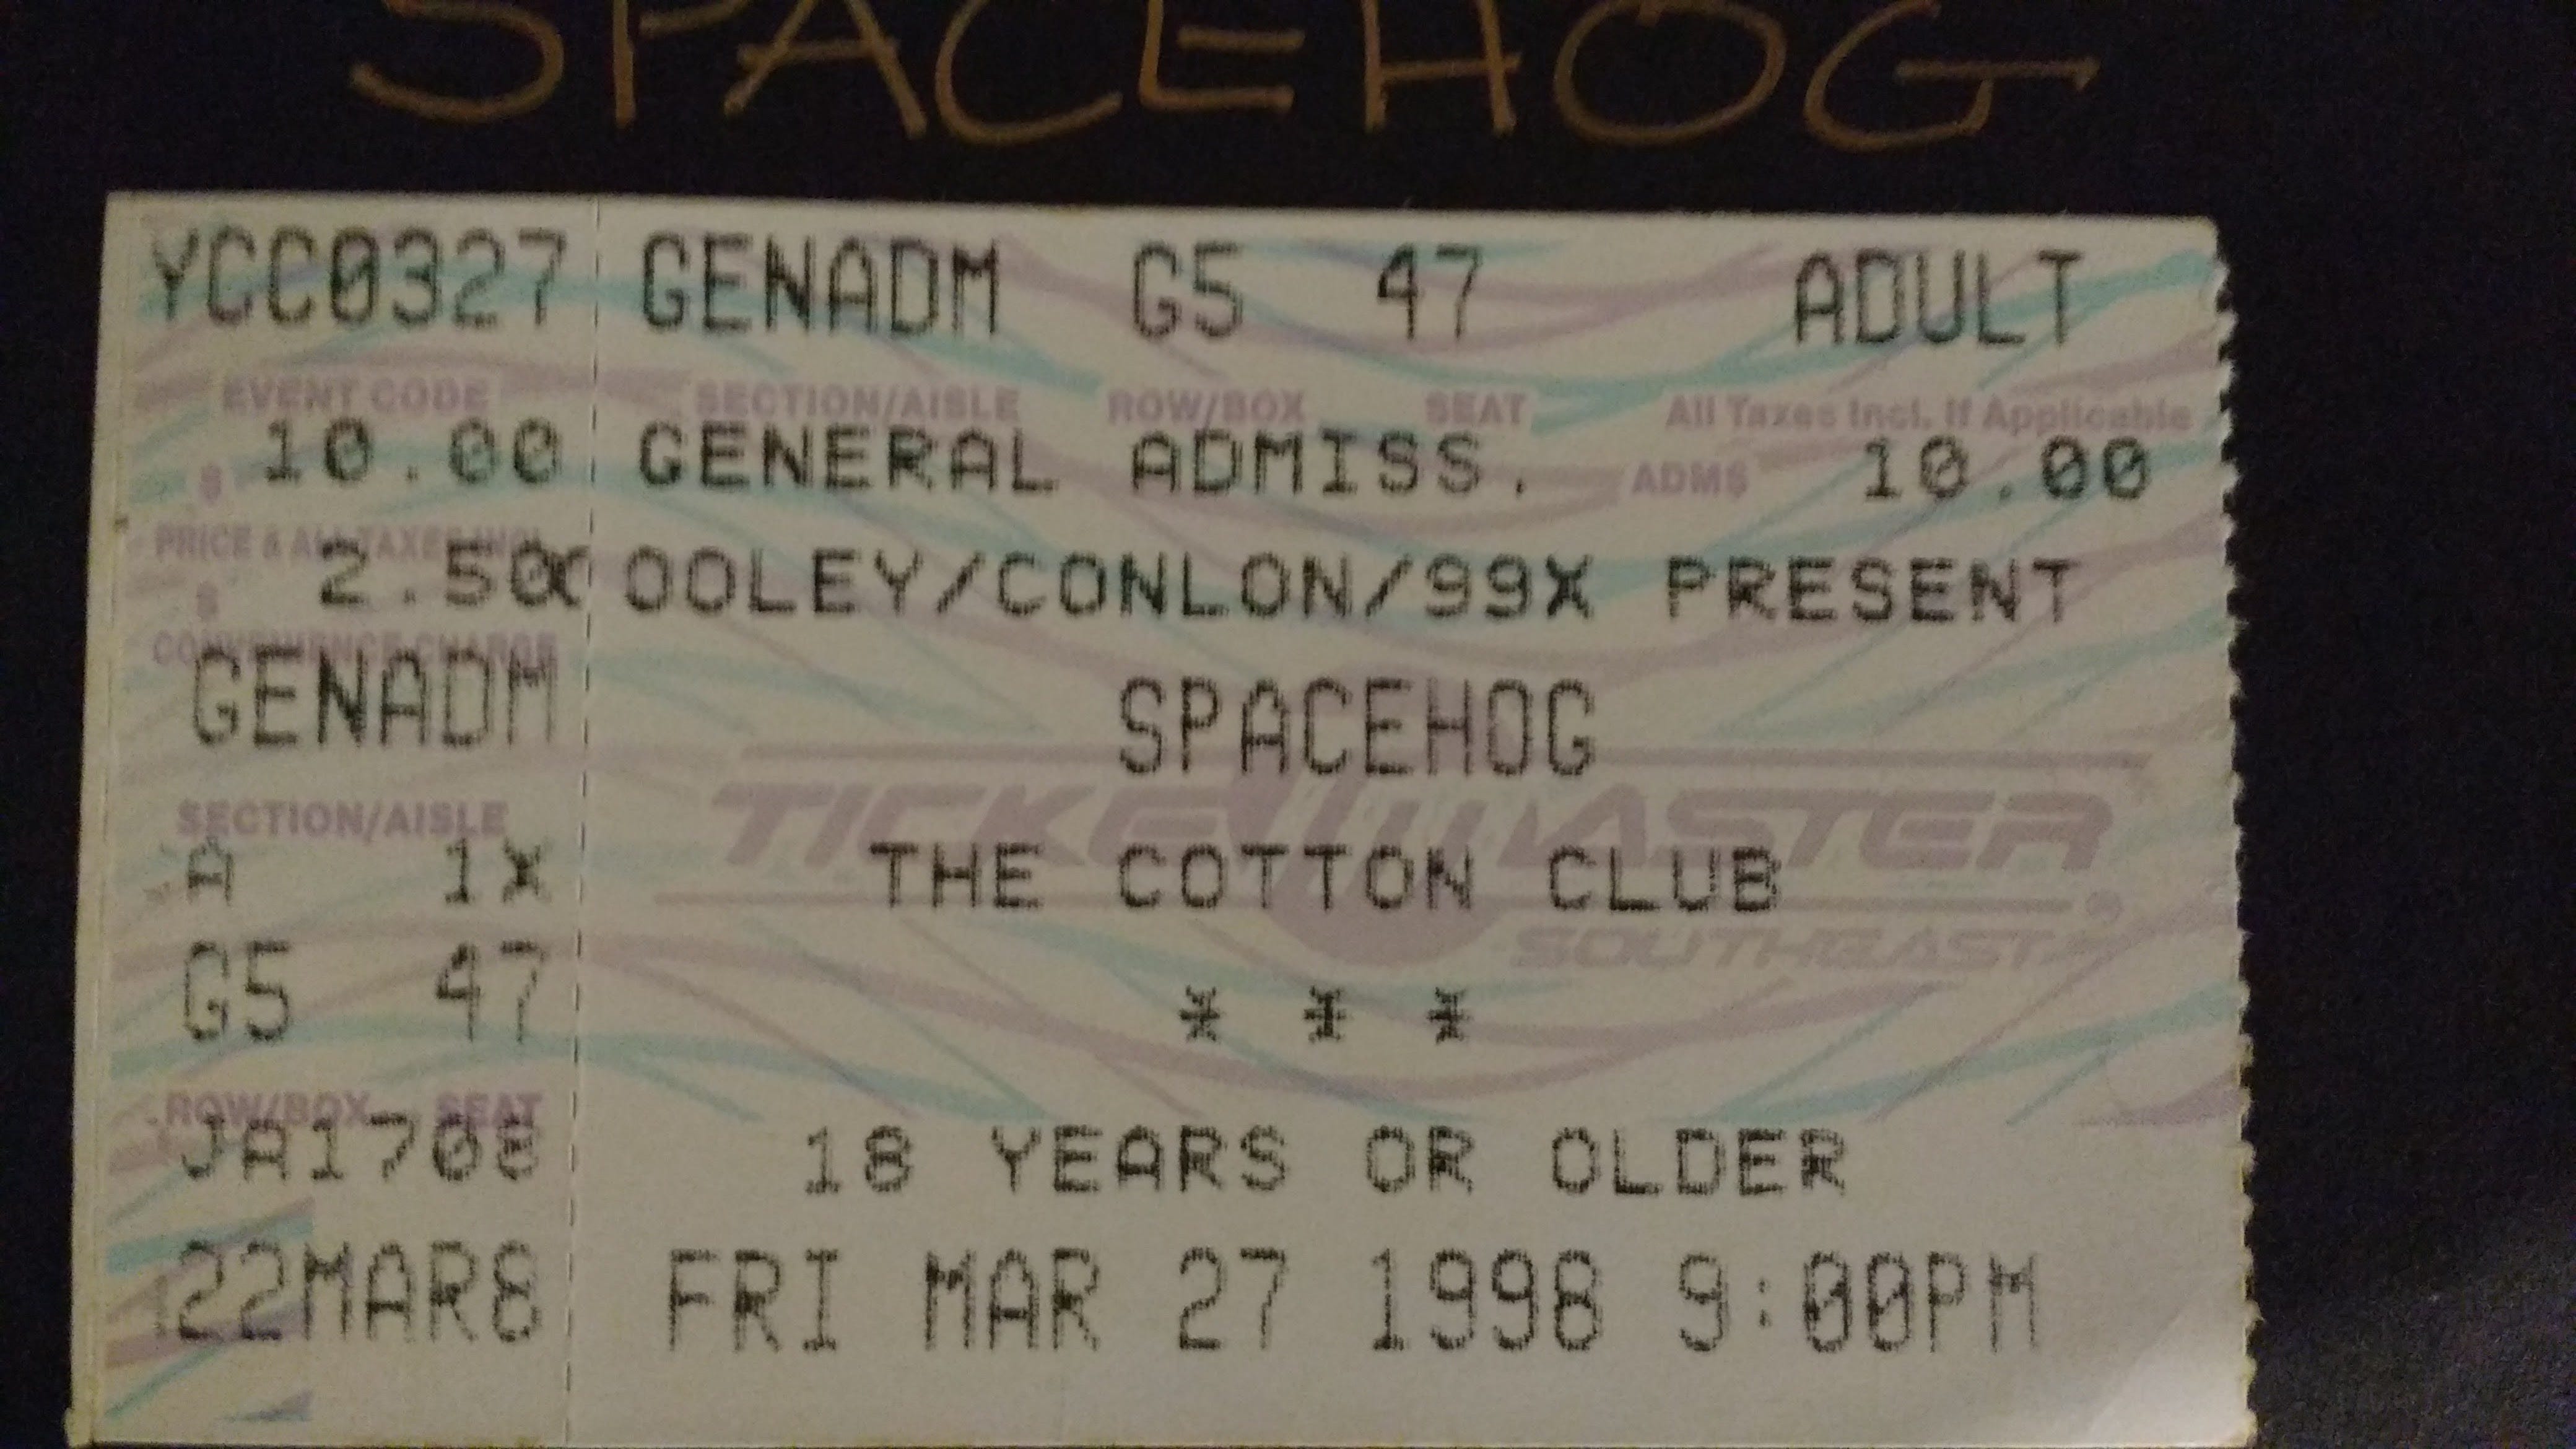 SPACEHOG
YCC0327 GENADM G5 47 ADULT
EVENT CODE SECTION/AISLE ROW/BOX SEAT All Taxes Incl. If Applicable
$ 10.00 GENERAL ADMISS. ADMS 10.00
PRICE & ALL TAXES INCL
$ 2.50 OOLEY/CONLON/99X PRESENT
CONVENIENCE CHARGE
GENADM SPACEHOG
TICKETMASTER
SECTION/AISLE
A 1X THE COTTON CLUB
SOUTHEAST
G5 47 * * *
ROW/BOX SEAT
JA1708 18 YEARS OR OLDER
22MAR8 FRI MAR 27 1998 9:00PM